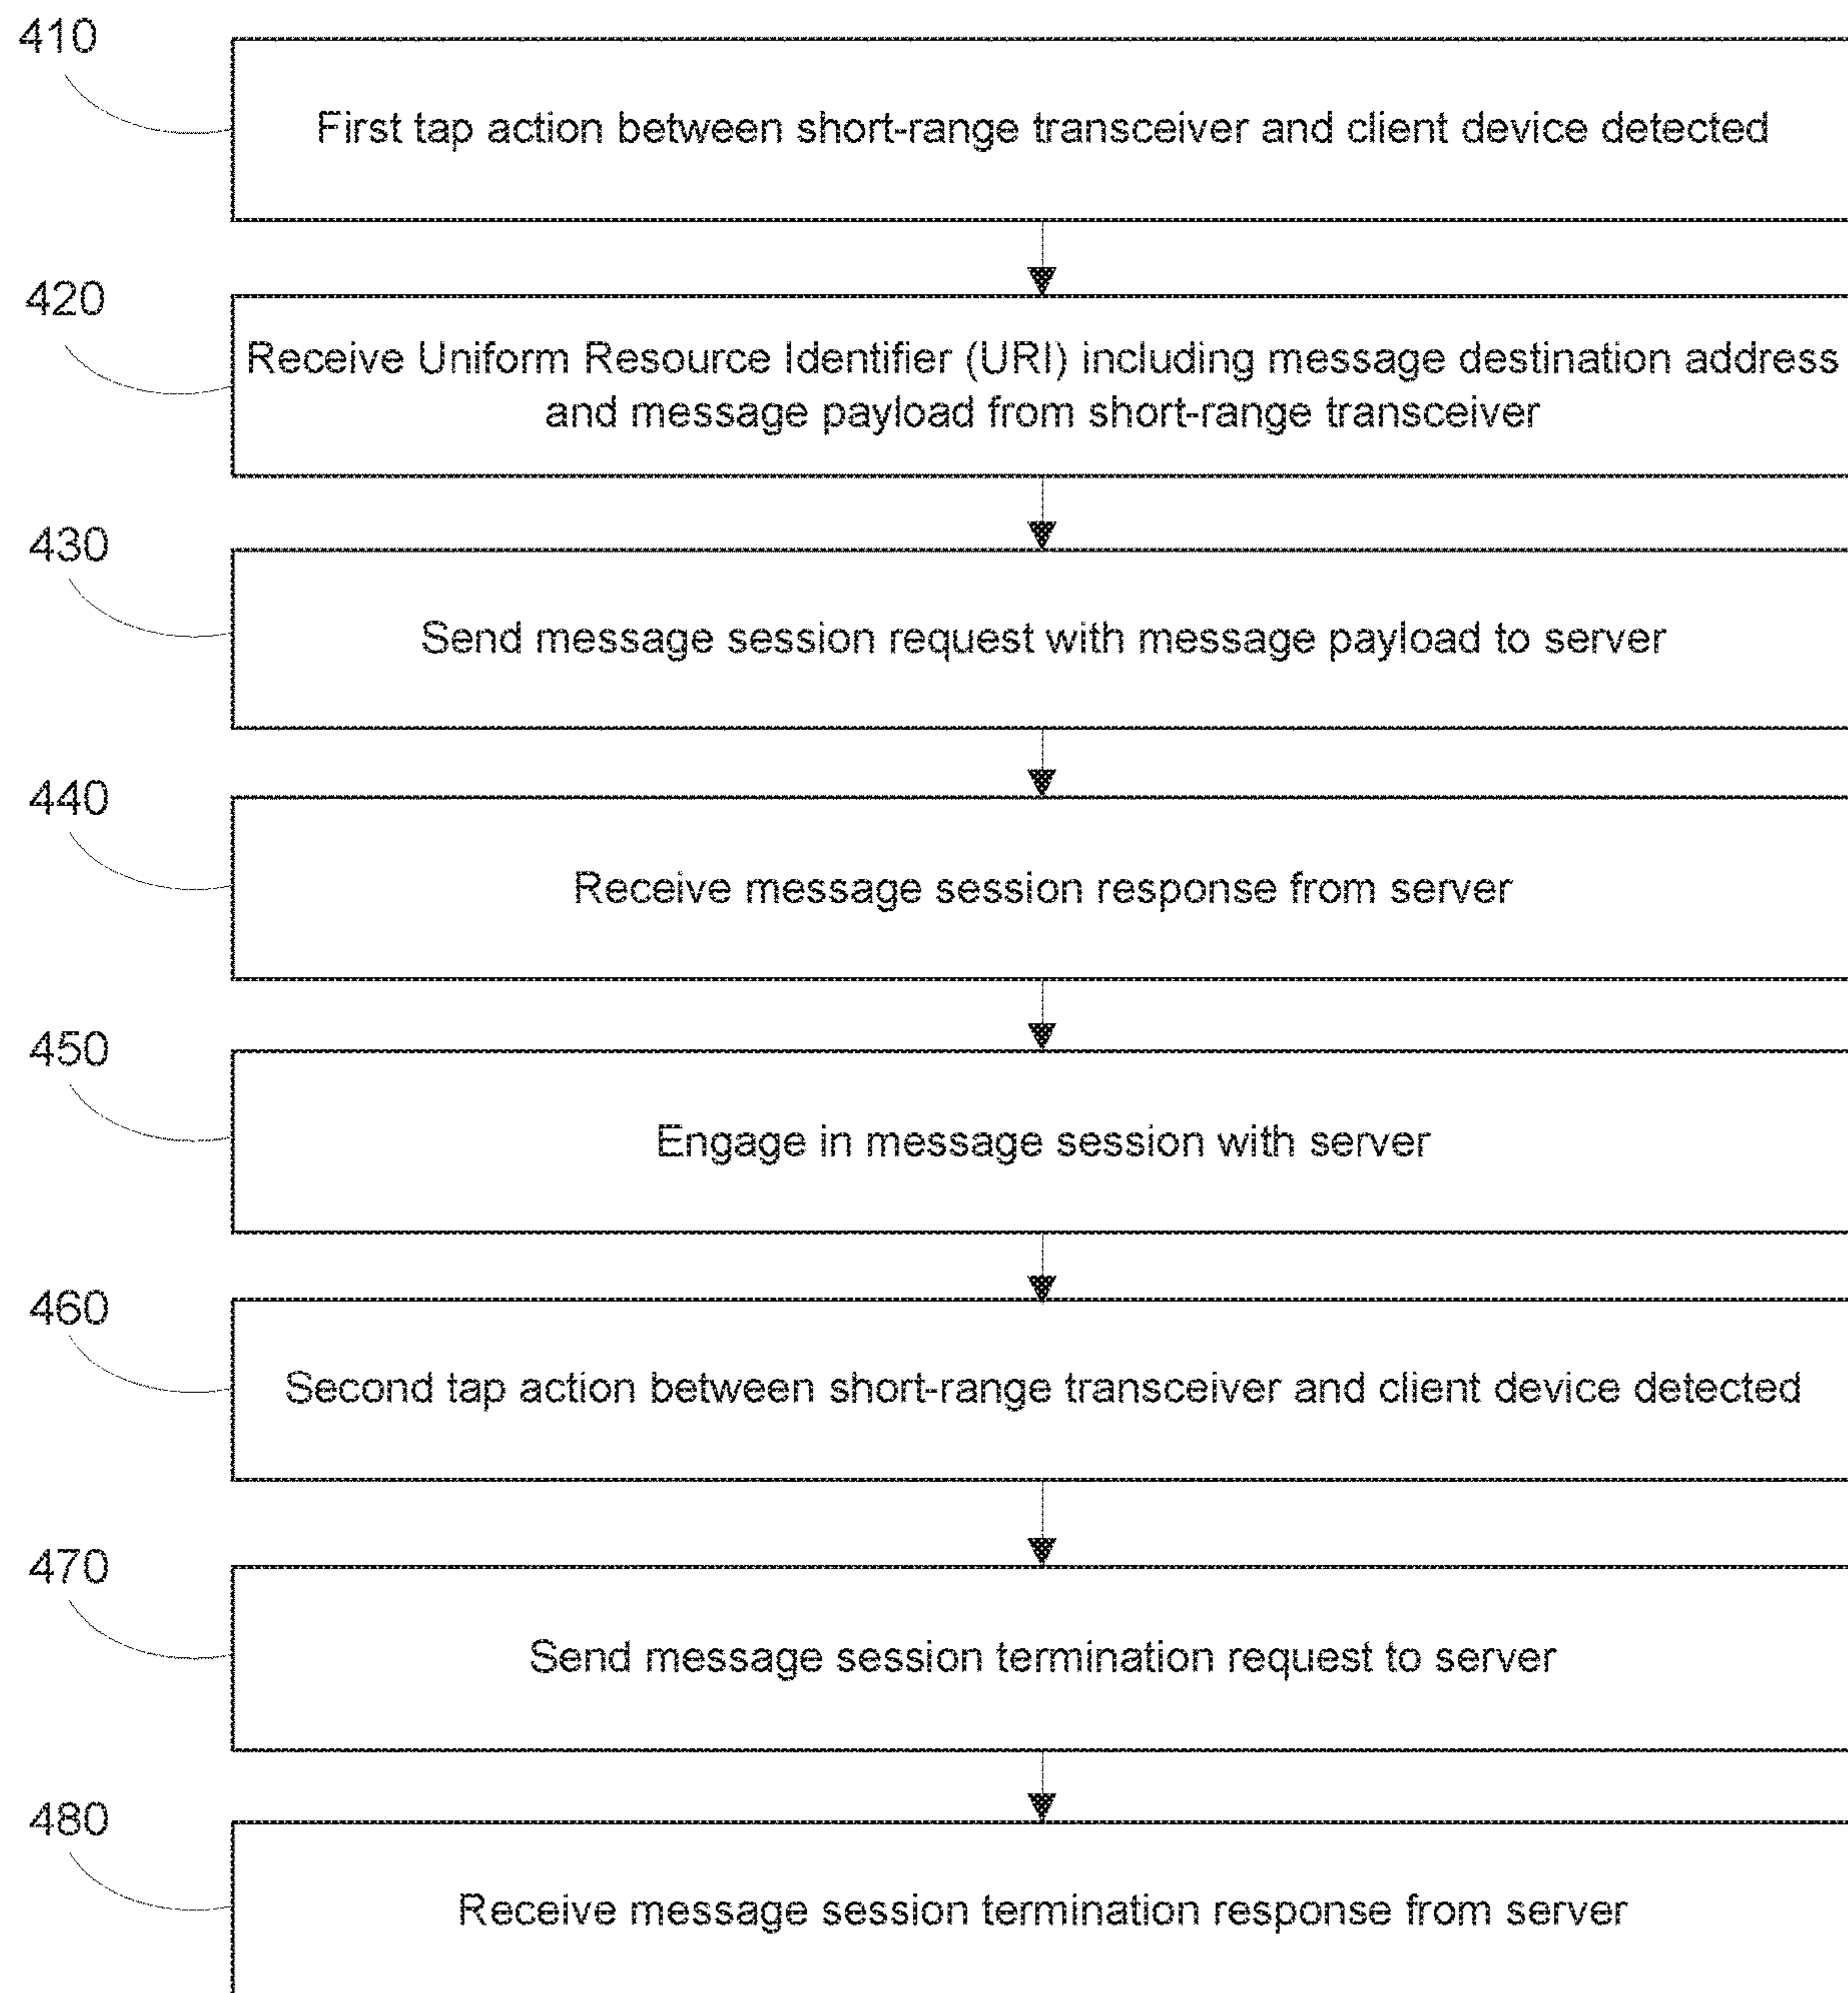 410
First tap action between short-range transceiver and client device detected
420
Receive Uniform Resource Identifier (URI) including message destination address
and message payload from short-range transceiver
430
Send message session request with message payload to server
440
Receive message session response from server
450
Engage in message session with server
460
Second tap action between short-range transceiver and client device detected
470
Send message session termination request to server
480
Receive message session termination response from server